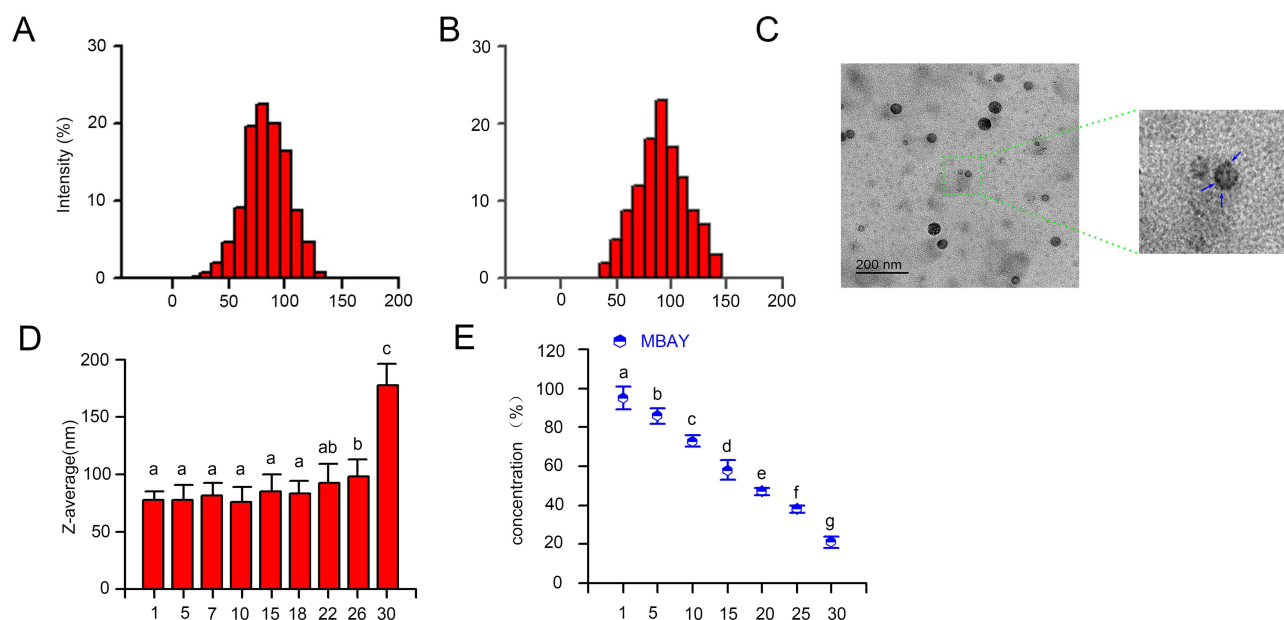 A
B
C
30
20
10
0
Intensity (%)
0 50 100 150 200
30
20
10
0
0 50 100 150 200
200 nm
D
200
150
100
50
0
Z-average(nm)
a a a a a a ab b c
1 5 7 10 15 18 22 26 30
E
MBAY
120
100
80
60
40
20
0
concentration（%）
a b c d e f g
1 5 10 15 20 25 30